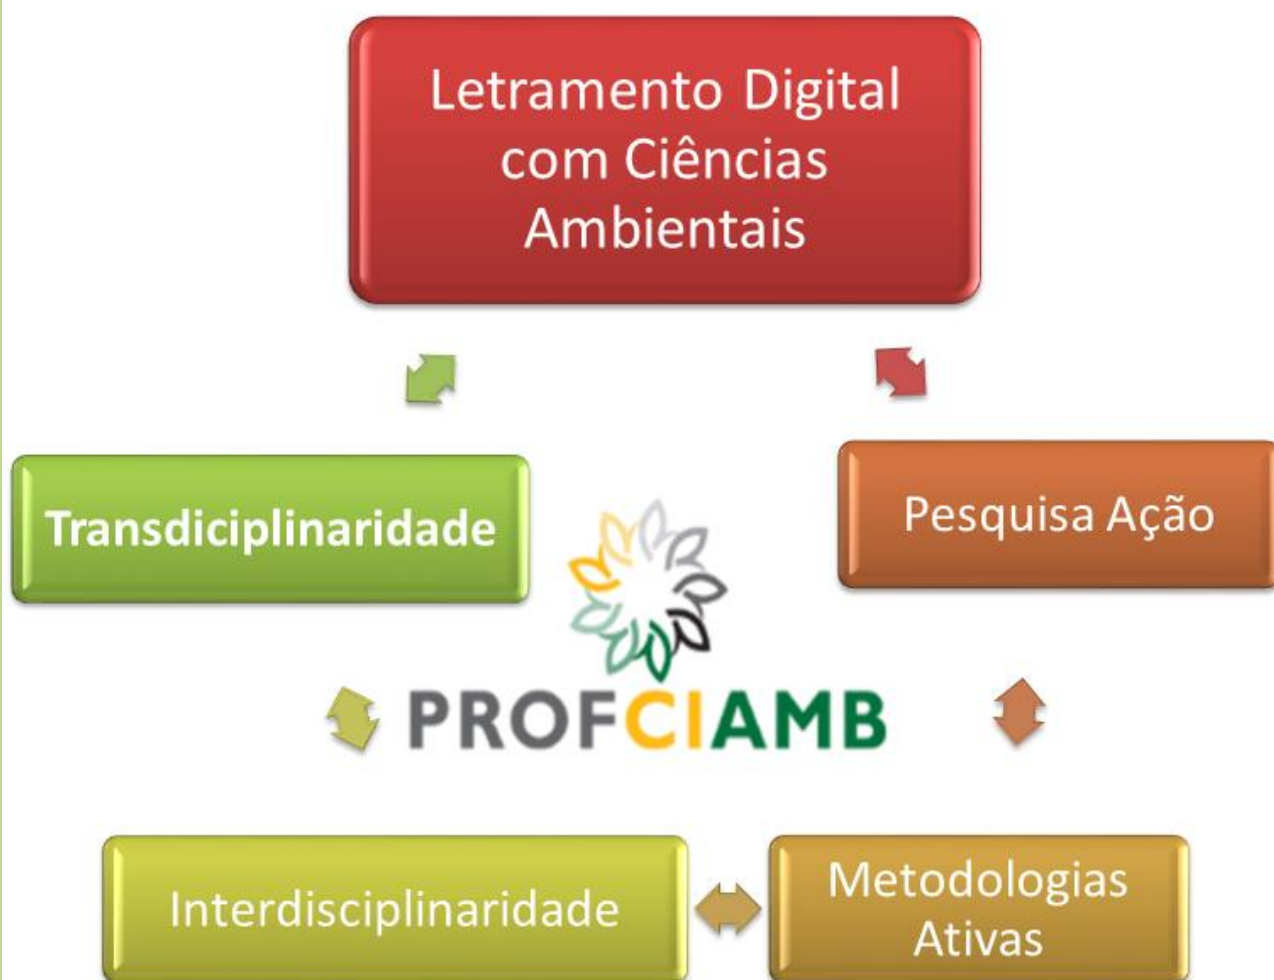 Letramento Digital
com Ciências
Ambientais
Transdiciplinaridade
Pesquisa Ação
PROFCIAMB
Interdisciplinaridade
Metodologias
Ativas